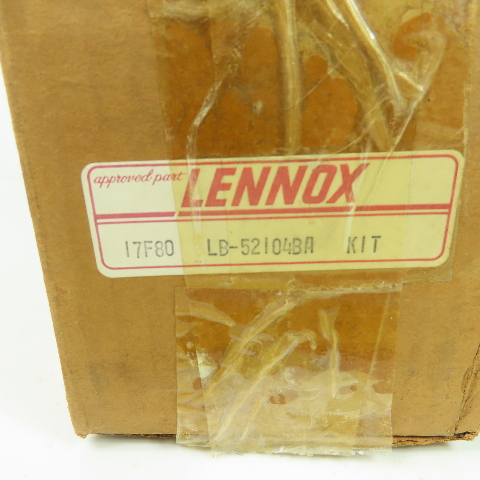 approved part LENNOX
17F80 LB-52104BA KIT